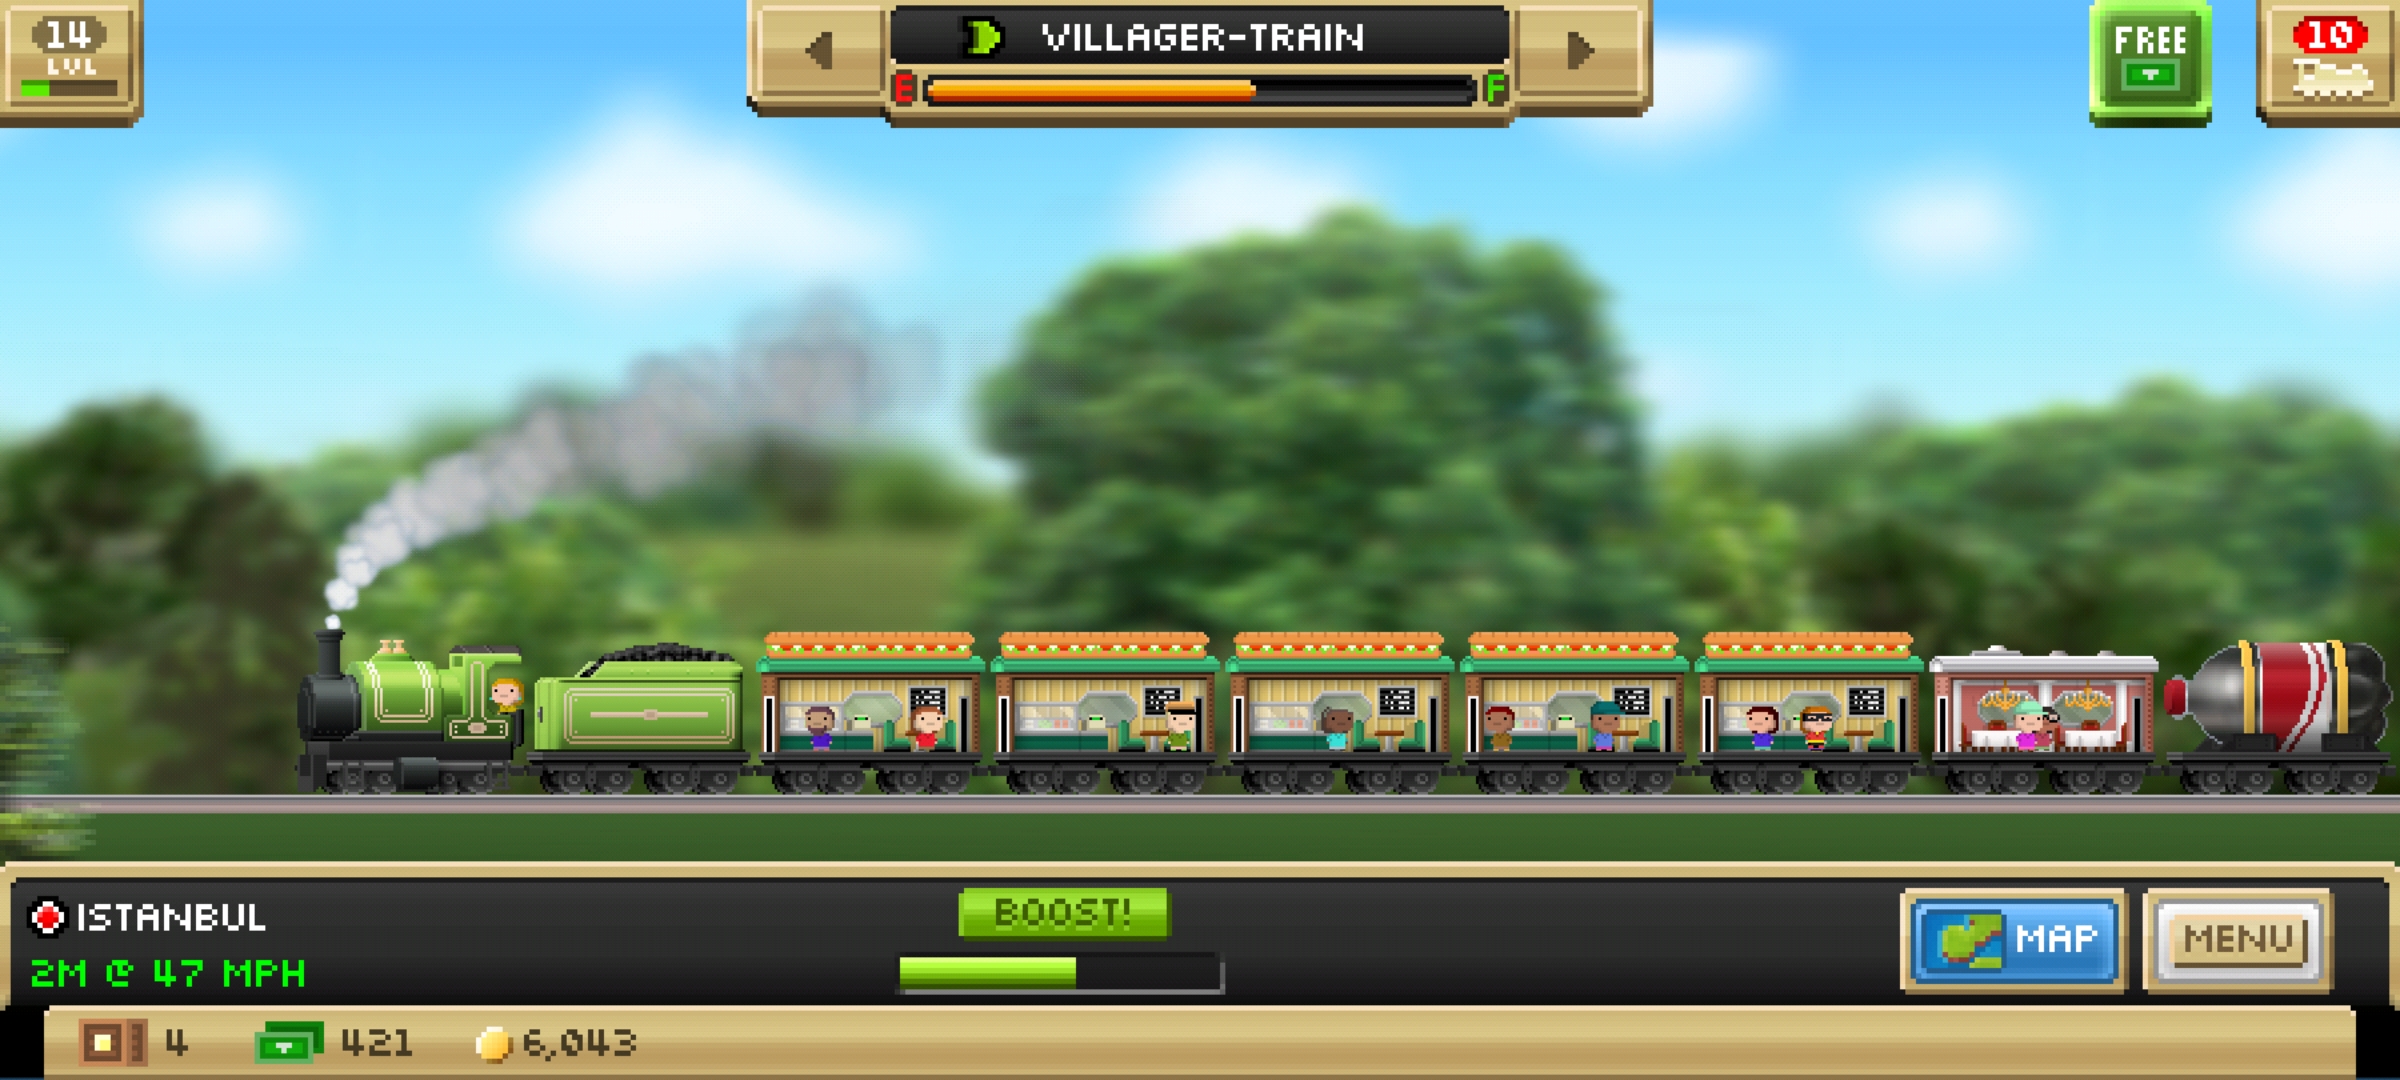 14
LVL
VILLAGER-TRAIN
E
F
FREE
10
ISTANBUL
2M @ 47 MPH
BOOST!
MAP
MENU
4
421
6,043